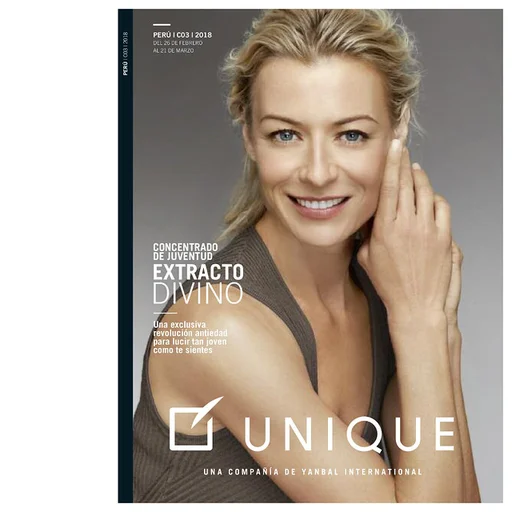 PERÚ | C03 | 2018
PERÚ | C03 | 2018
DEL 26 DE FEBRERO
AL 21 DE MARZO
CONCENTRADO
DE JUVENTUD
EXTRACTO
DIVINO
Una exclusiva
revolución antiedad
para lucir tan joven
como te sientes
UNIQUE
UNA COMPAÑÍA DE YANBAL INTERNATIONAL